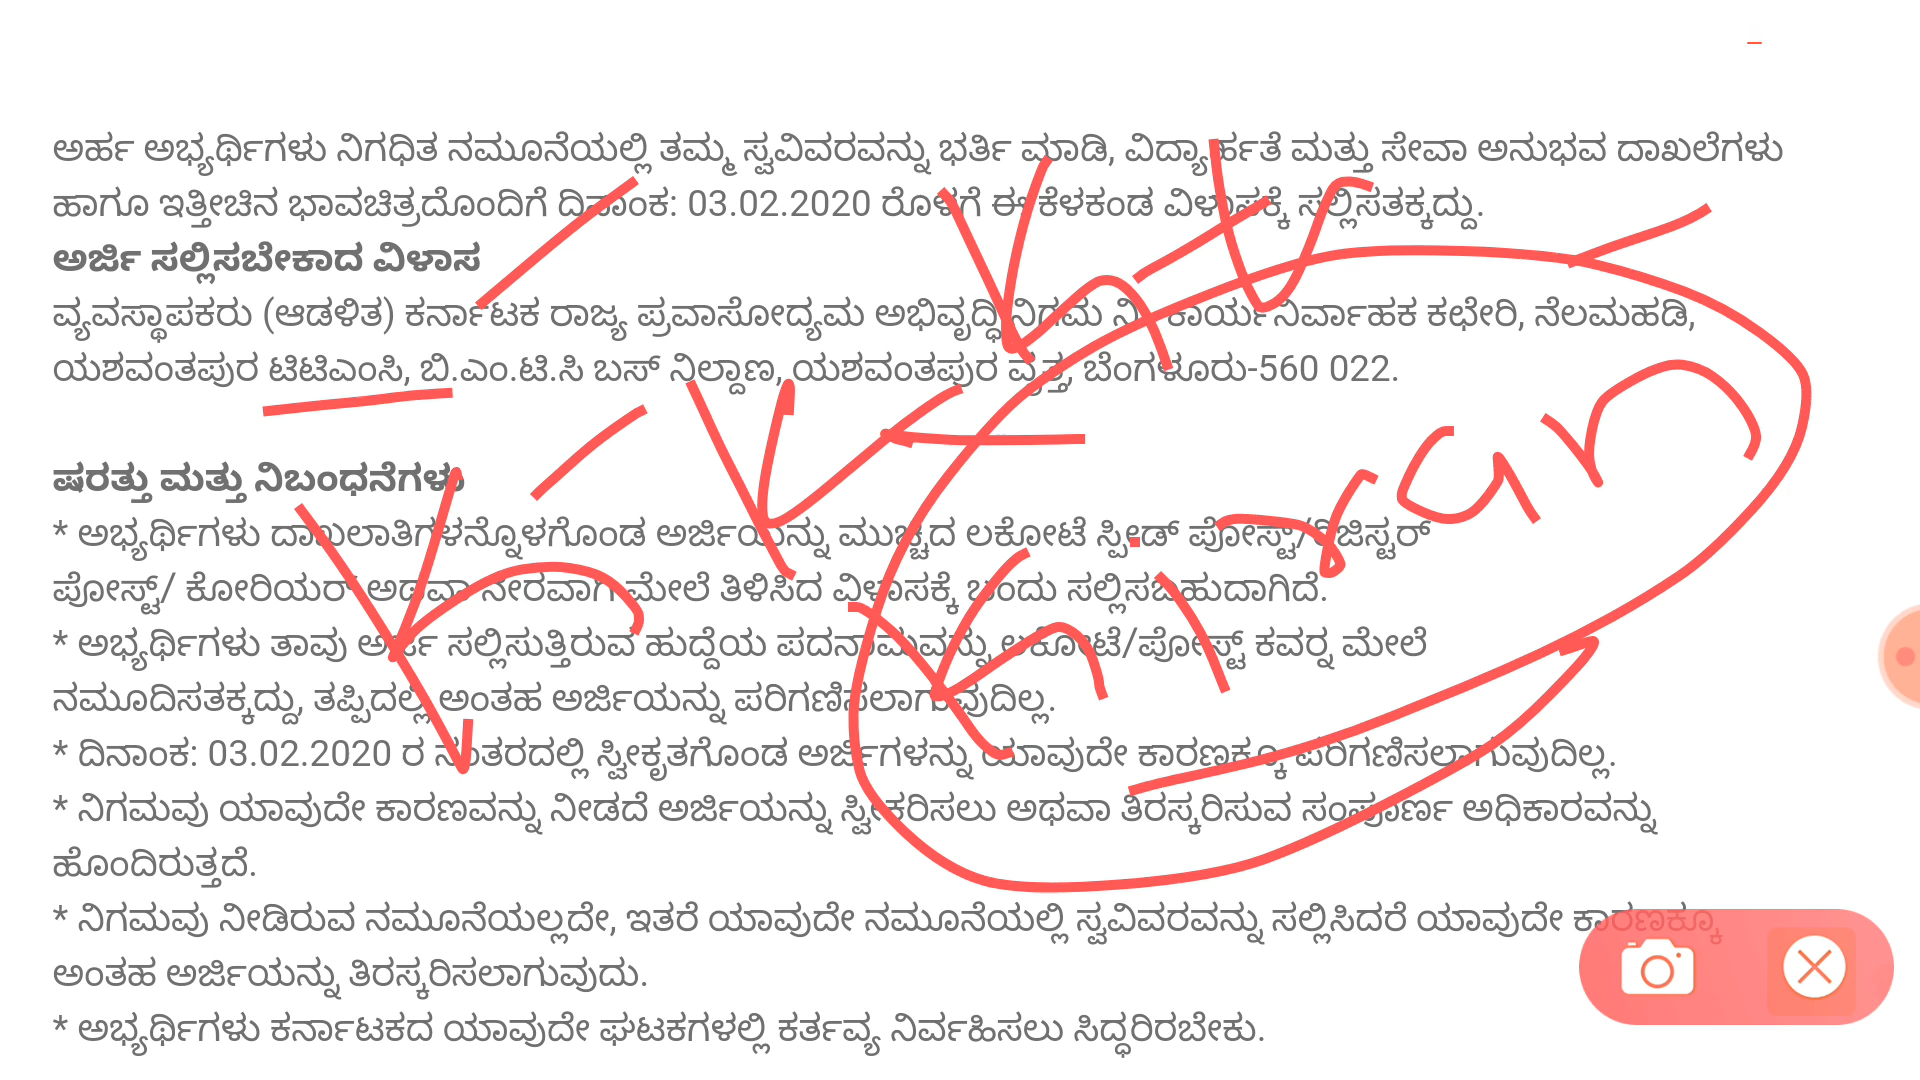 ಅರ್ಹ ಅಭ್ಯರ್ಥಿಗಳು ನಿಗಧಿತ ನಮೂನೆಯಲ್ಲಿ ತಮ್ಮ ಸ್ವವಿವರವನ್ನು ಭರ್ತಿ ಮಾಡಿ, ವಿದ್ಯಾರ್ಹತೆ ಮತ್ತು ಸೇವಾ ಅನುಭವ ದಾಖಲೆಗಳು
ಹಾಗೂ ಇತ್ತೀಚಿನ ಭಾವಚಿತ್ರದೊಂದಿಗೆ ದಿನಾಂಕ: 03.02.2020 ರೊಳಗೆ ಈ ಕೆಳಕಂಡ ವಿಳಾಸಕ್ಕೆ ಸಲ್ಲಿಸತಕ್ಕದ್ದು.
ಅರ್ಜಿ ಸಲ್ಲಿಸಬೇಕಾದ ವಿಳಾಸ
ವ್ಯವಸ್ಥಾಪಕರು (ಆಡಳಿತ) ಕರ್ನಾಟಕ ರಾಜ್ಯ ಪ್ರವಾಸೋದ್ಯಮ ಅಭಿವೃದ್ಧಿ ನಿಗಮ ನಿ, ಕಾರ್ಯನಿರ್ವಾಹಕ ಕಛೇರಿ, ನೆಲಮಹಡಿ,
ಯಶವಂತಪುರ ಟಿಟಿಎಂಸಿ, ಬಿ.ಎಂ.ಟಿ.ಸಿ ಬಸ್ ನಿಲ್ದಾಣ, ಯಶವಂತಪುರ ವೃತ್ತ, ಬೆಂಗಳೂರು-560 022.
ಷರತ್ತು ಮತ್ತು ನಿಬಂಧನೆಗಳು
* ಅಭ್ಯರ್ಥಿಗಳು ದಾಖಲಾತಿಗಳನ್ನೊಳಗೊಂಡ ಅರ್ಜಿಯನ್ನು ಮುಚ್ಚಿದ ಲಕೋಟೆ ಸ್ಪೀಡ್ ಪೋಸ್ಟ್/ರಿಜಿಸ್ಟರ್
ಪೋಸ್ಟ್/ ಕೋರಿಯರ್ ಅಥವಾ ನೇರವಾಗಿ ಮೇಲೆ ತಿಳಿಸಿದ ವಿಳಾಸಕ್ಕೆ ಬಂದು ಸಲ್ಲಿಸಬಹುದಾಗಿದೆ.
* ಅಭ್ಯರ್ಥಿಗಳು ತಾವು ಅರ್ಜಿ ಸಲ್ಲಿಸುತ್ತಿರುವ ಹುದ್ದೆಯ ಪದನಾಮವನ್ನು ಲಕೋಟೆ/ಪೋಸ್ಟ್ ಕವರ್‍ನ ಮೇಲೆ
ನಮೂದಿಸತಕ್ಕದ್ದು, ತಪ್ಪಿದಲ್ಲಿ ಅಂತಹ ಅರ್ಜಿಯನ್ನು ಪರಿಗಣಿಸಲಾಗುವುದಿಲ್ಲ.
* ದಿನಾಂಕ: 03.02.2020 ರ ನಂತರದಲ್ಲಿ ಸ್ವೀಕೃತಗೊಂಡ ಅರ್ಜಿಗಳನ್ನು ಯಾವುದೇ ಕಾರಣಕ್ಕೂ ಪರಿಗಣಿಸಲಾಗುವುದಿಲ್ಲ.
* ನಿಗಮವು ಯಾವುದೇ ಕಾರಣವನ್ನು ನೀಡದೆ ಅರ್ಜಿಯನ್ನು ಸ್ವೀಕರಿಸಲು ಅಥವಾ ತಿರಸ್ಕರಿಸುವ ಸಂಪೂರ್ಣ ಅಧಿಕಾರವನ್ನು
ಹೊಂದಿರುತ್ತದೆ.
* ನಿಗಮವು ನೀಡಿರುವ ನಮೂನೆಯಲ್ಲದೇ, ಇತರೆ ಯಾವುದೇ ನಮೂನೆಯಲ್ಲಿ ಸ್ವವಿವರವನ್ನು ಸಲ್ಲಿಸಿದರೆ ಯಾವುದೇ ಕಾರಣಕ್ಕೂ
ಅಂತಹ ಅರ್ಜಿಯನ್ನು ತಿರಸ್ಕರಿಸಲಾಗುವುದು.
* ಅಭ್ಯರ್ಥಿಗಳು ಕರ್ನಾಟಕದ ಯಾವುದೇ ಘಟಕಗಳಲ್ಲಿ ಕರ್ತವ್ಯ ನಿರ್ವಹಿಸಲು ಸಿದ್ಧರಿರಬೇಕು.